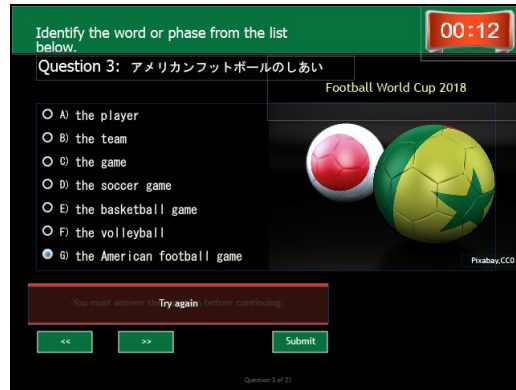 Identify the word or phase from the list
below.
00:12
Question 3: アメリカンフットボールのしあい
Football World Cup 2018
A) the player
B) the team
C) the game
D) the soccer game
E) the basketball game
F) the volleyball
G) the American football game
Pixabay,CC0
You must answer the before continuing.
Try again
<<
>>
Submit
Question 3 of 21